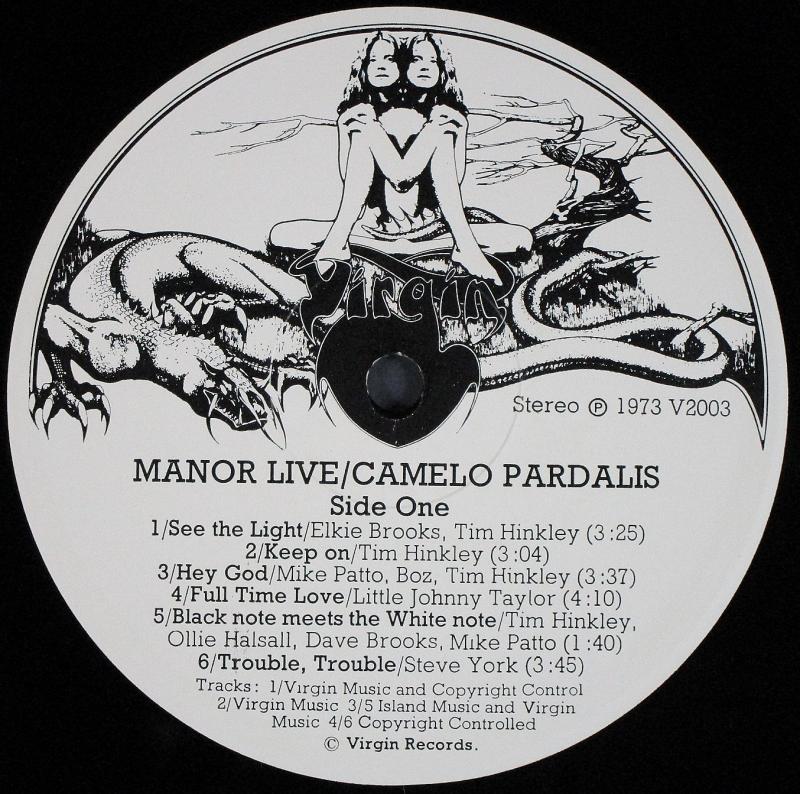 Virgin
Stereo Ⓟ 1973 V2003
MANOR LIVE/CAMELO PARDALIS
Side One
1/See the Light/Elkie Brooks, Tim Hinkley (3:25)
2/Keep on/Tim Hinkley (3:04)
3/Hey God/Mike Patto, Boz, Tim Hinkley (3:37)
4/Full Time Love/Little Johnny Taylor (4:10)
5/Black note meets the White note/Tim Hinkley,
Ollie Halsall, Dave Brooks, Mike Patto (1:40)
6/Trouble, Trouble/Steve York (3:45)
Tracks: 1/Virgin Music and Copyright Control
2/Virgin Music 3/5 Island Music and Virgin
Music 4/6 Copyright Controlled
© Virgin Records.